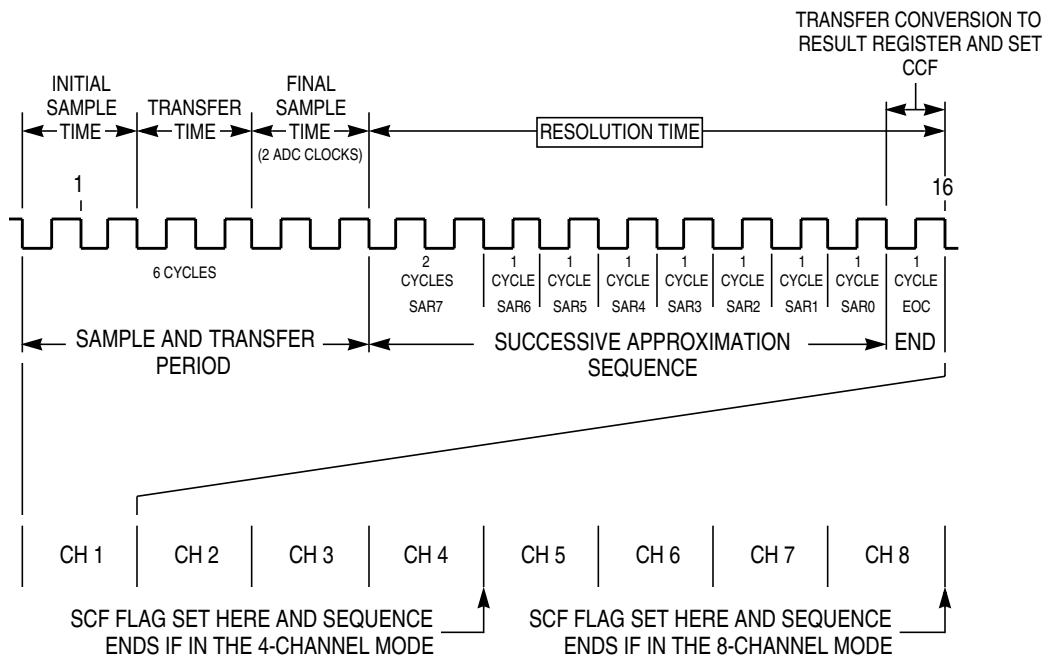 TRANSFER CONVERSION TO
RESULT REGISTER AND SET
CCF
INITIAL
SAMPLE
TIME
TRANSFER
TIME
FINAL
SAMPLE
TIME
(2 ADC CLOCKS)
RESOLUTION TIME
1
16
6 CYCLES
2
CYCLES
SAR7
1
CYCLE
SAR6
1
CYCLE
SAR5
1
CYCLE
SAR4
1
CYCLE
SAR3
1
CYCLE
SAR2
1
CYCLE
SAR1
1
CYCLE
SAR0
1
CYCLE
EOC
SAMPLE AND TRANSFER
PERIOD
SUCCESSIVE APPROXIMATION
SEQUENCE
END
CH 1
CH 2
CH 3
CH 4
CH 5
CH 6
CH 7
CH 8
SCF FLAG SET HERE AND SEQUENCE
ENDS IF IN THE 4-CHANNEL MODE
SCF FLAG SET HERE AND SEQUENCE
ENDS IF IN THE 8-CHANNEL MODE